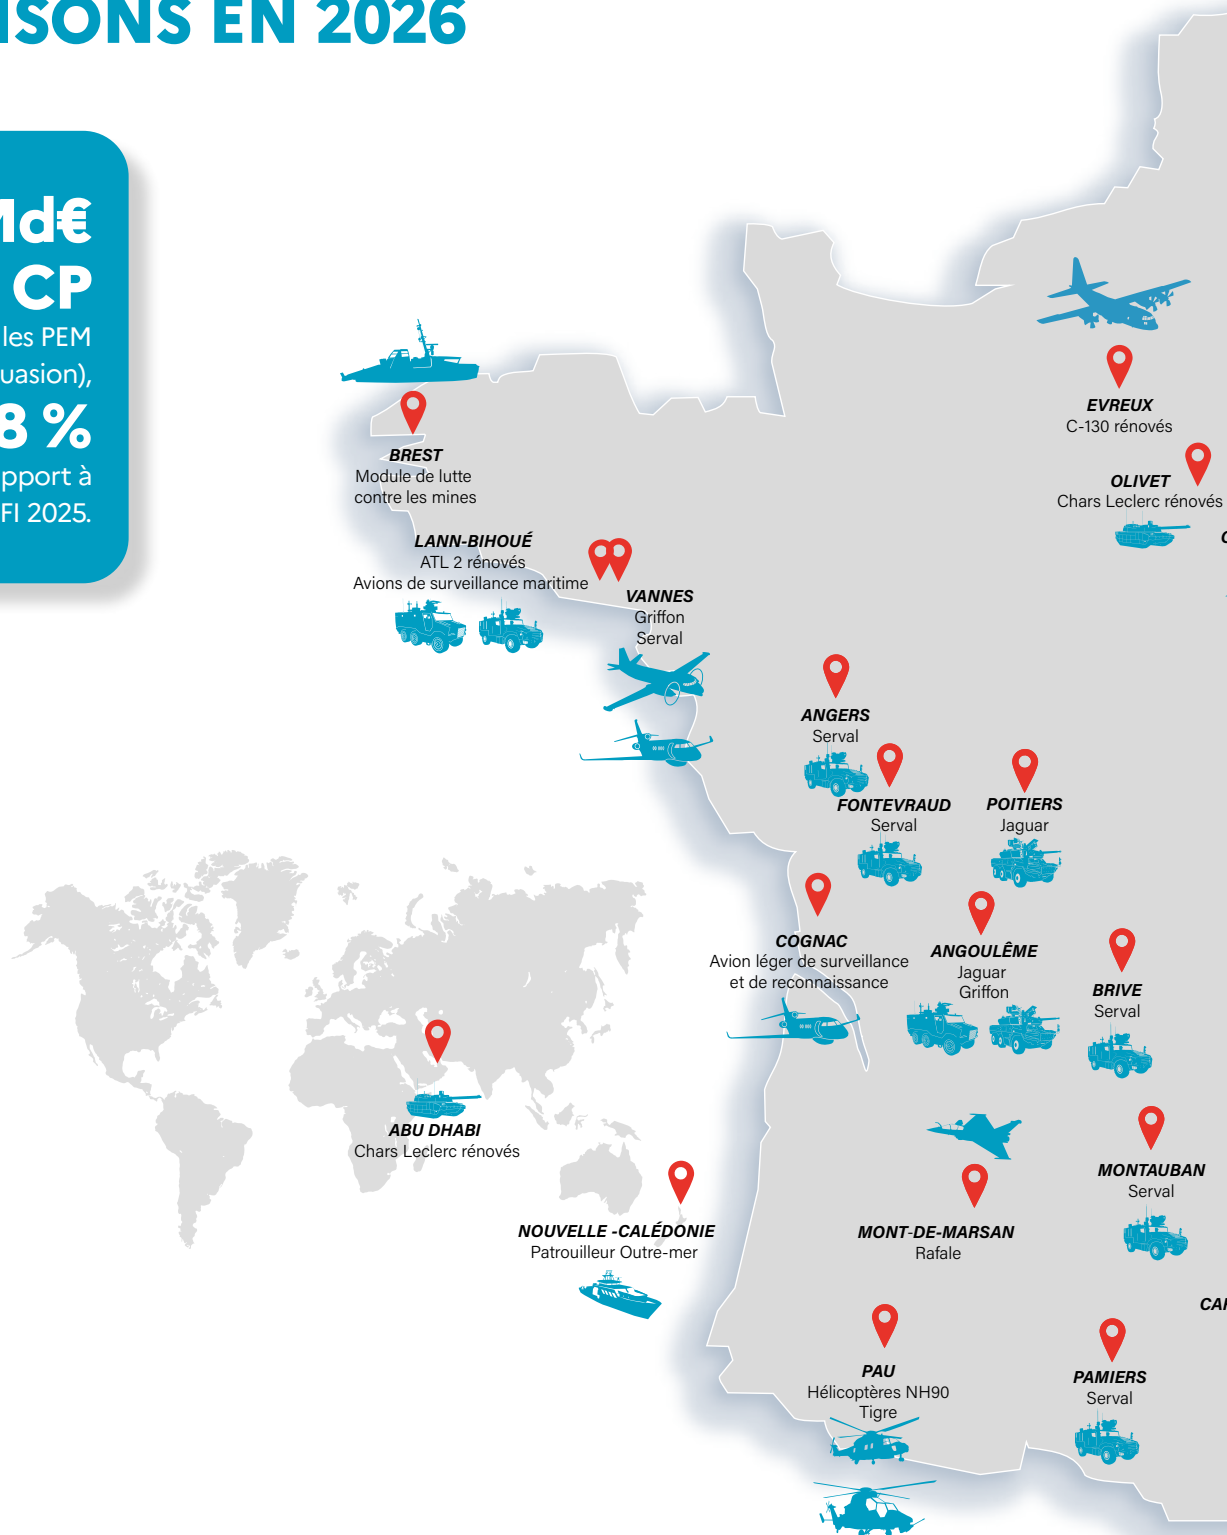 ISONS EN 2026
Md€
CP
les PEM
uasion),
8 %
pport à
FI 2025.
EVREUX
C-130 rénovés
BREST
Module de lutte
contre les mines
OLIVET
Chars Leclerc rénovés
LANN-BIHOUÉ
ATL 2 rénovés
Avions de surveillance maritime
VANNES
Griffon
Serval
ANGERS
Serval
FONTEVRAUD
Serval
POITIERS
Jaguar
COGNAC
Avion léger de surveillance
et de reconnaissance
ANGOULÊME
Jaguar
Griffon
BRIVE
Serval
ABU DHABI
Chars Leclerc rénovés
MONTAUBAN
Serval
NOUVELLE -CALÉDONIE
Patrouilleur Outre-mer
MONT-DE-MARSAN
Rafale
PAU
Hélicoptères NH90
Tigre
PAMIERS
Serval